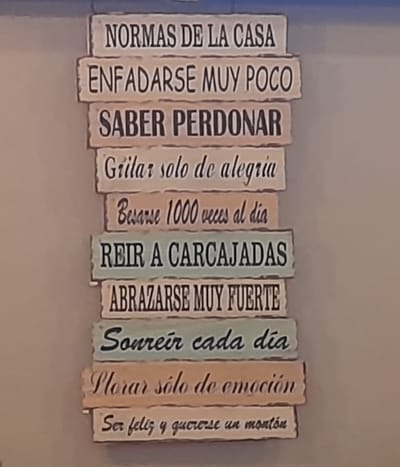 NORMAS DE LA CASA
ENFADARSE MUY POCO
SABER PERDONAR
Gritar solo de alegría
Besarse 1000 veces al día
REIR A CARCAJADAS
ABRAZARSE MUY FUERTE
Sonreír cada día
Llorar sólo de emoción
Ser feliz y quererse un montón